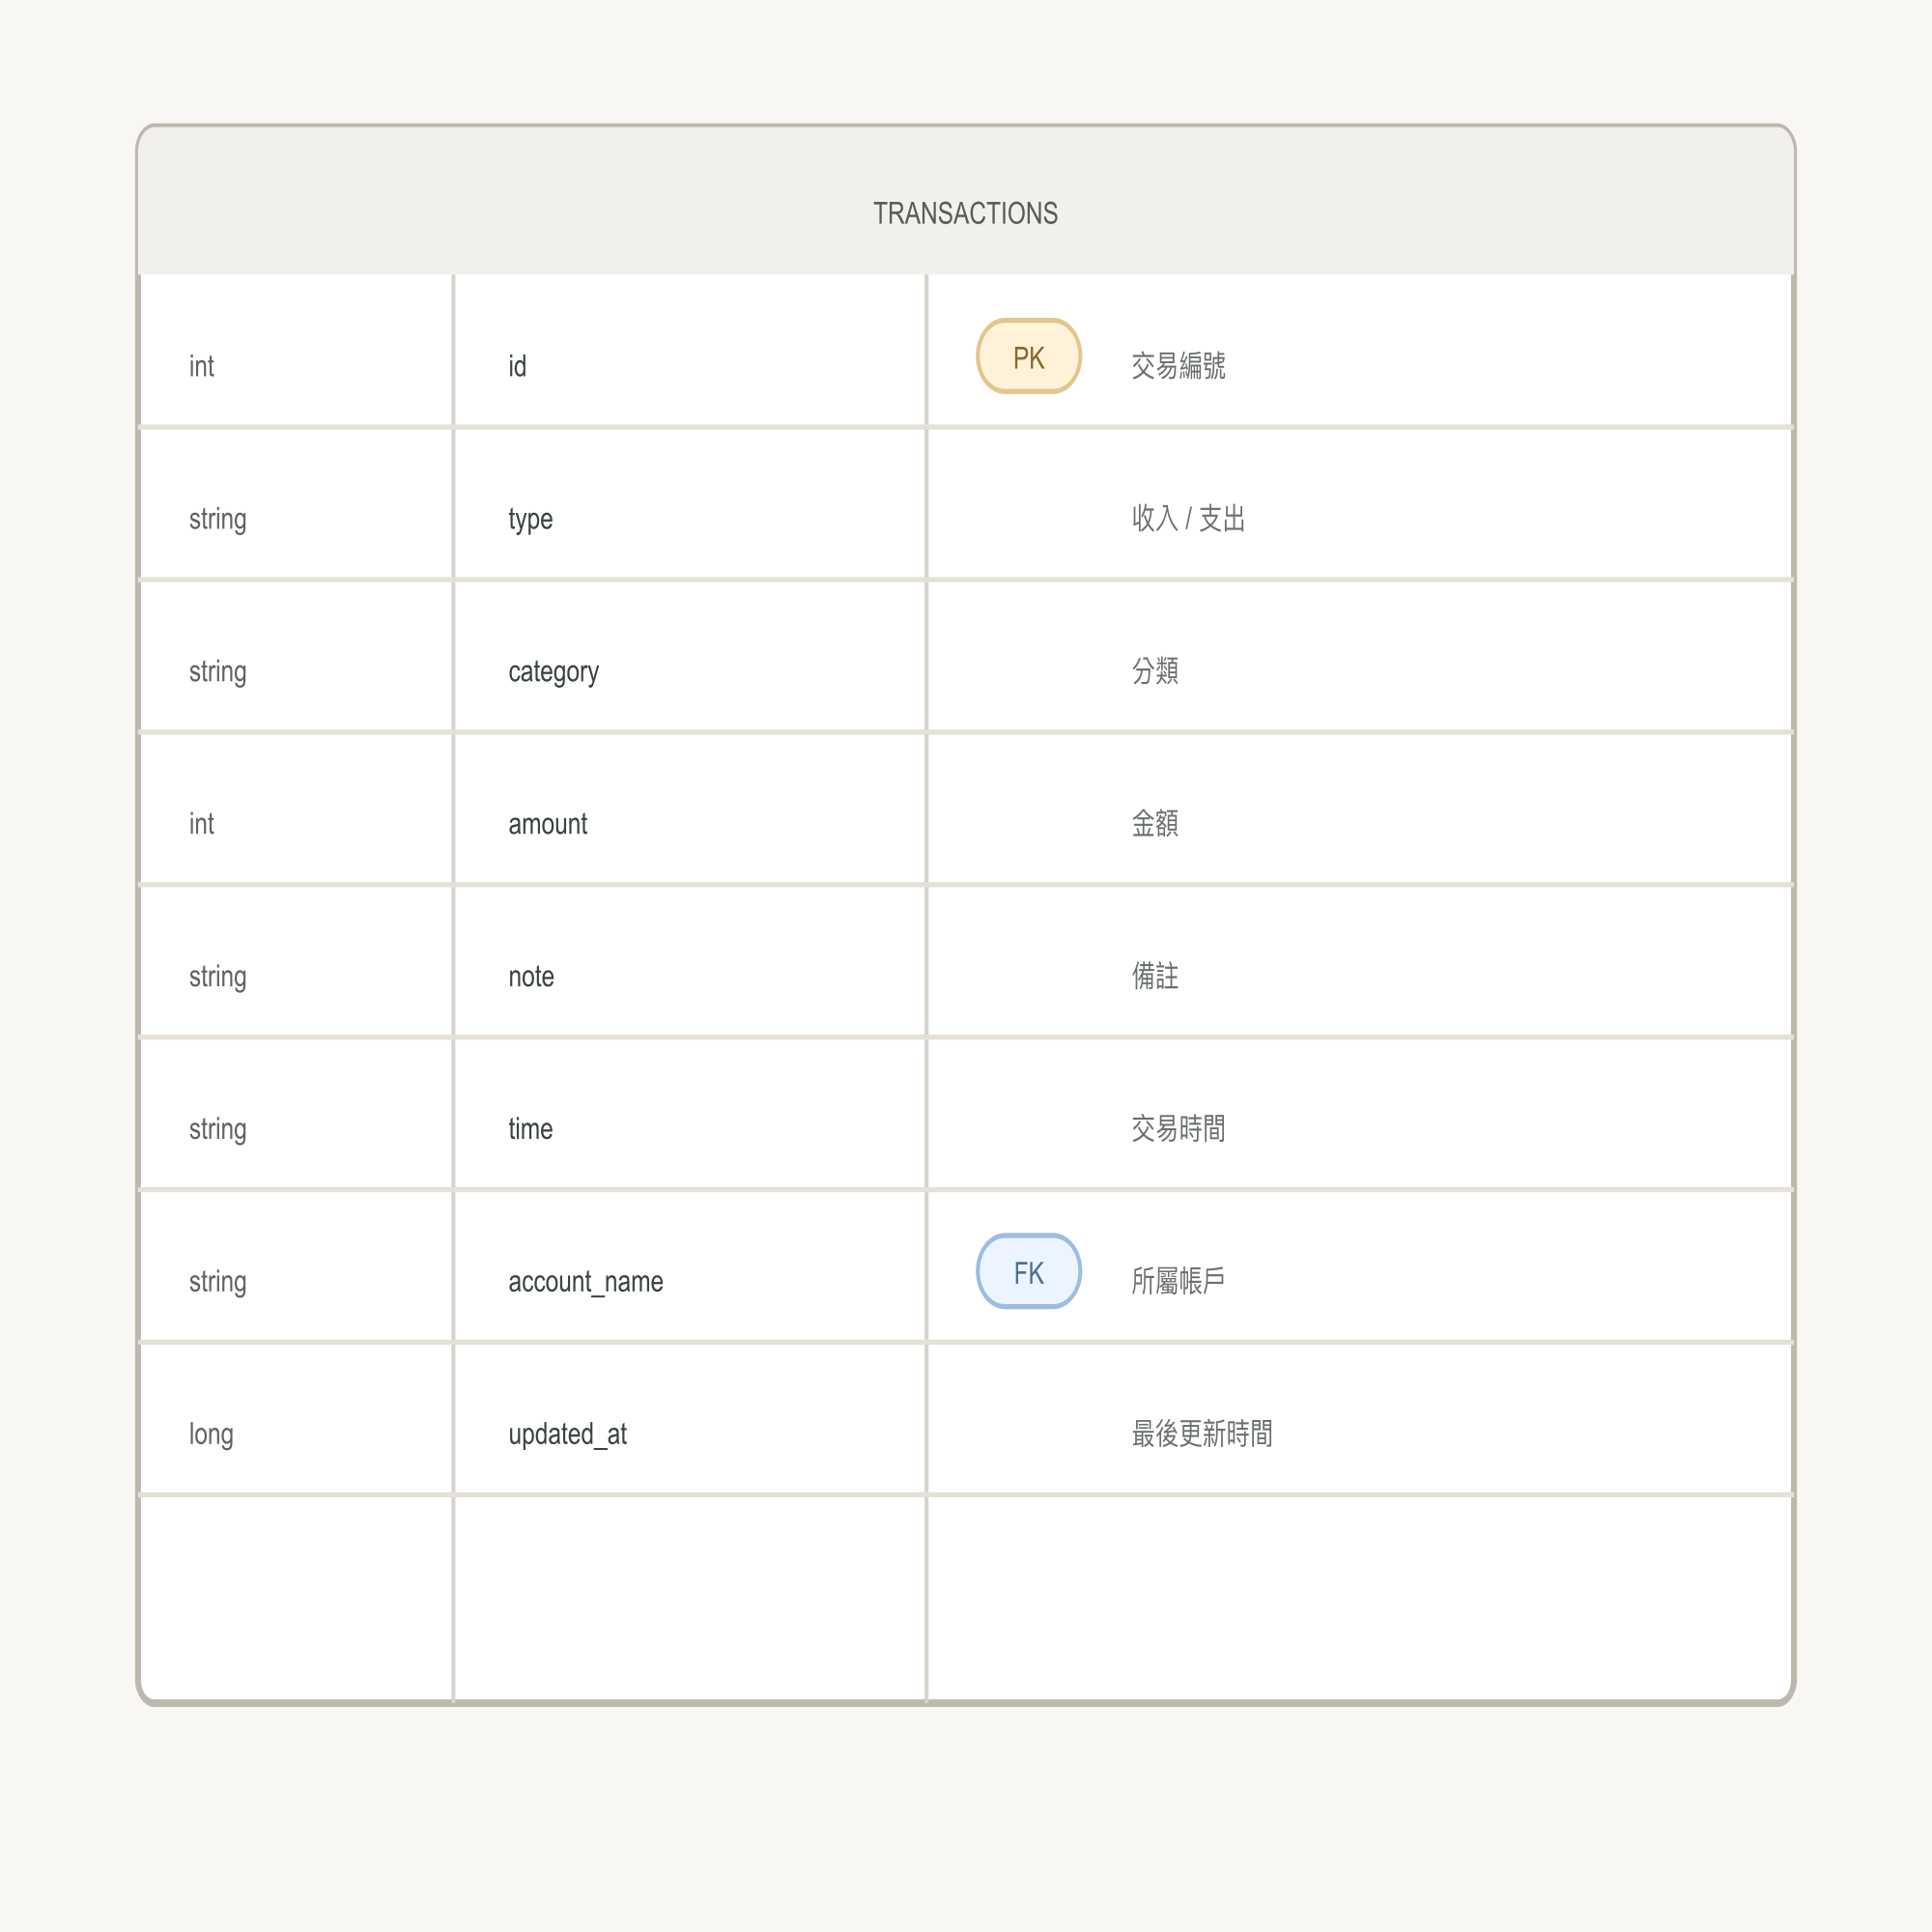 TRANSACTIONS
int id PK 交易編號
string type 收入 / 支出
string category 分類
int amount 金額
string note 備註
string time 交易時間
string account_name FK 所屬帳戶
long updated_at 最後更新時間